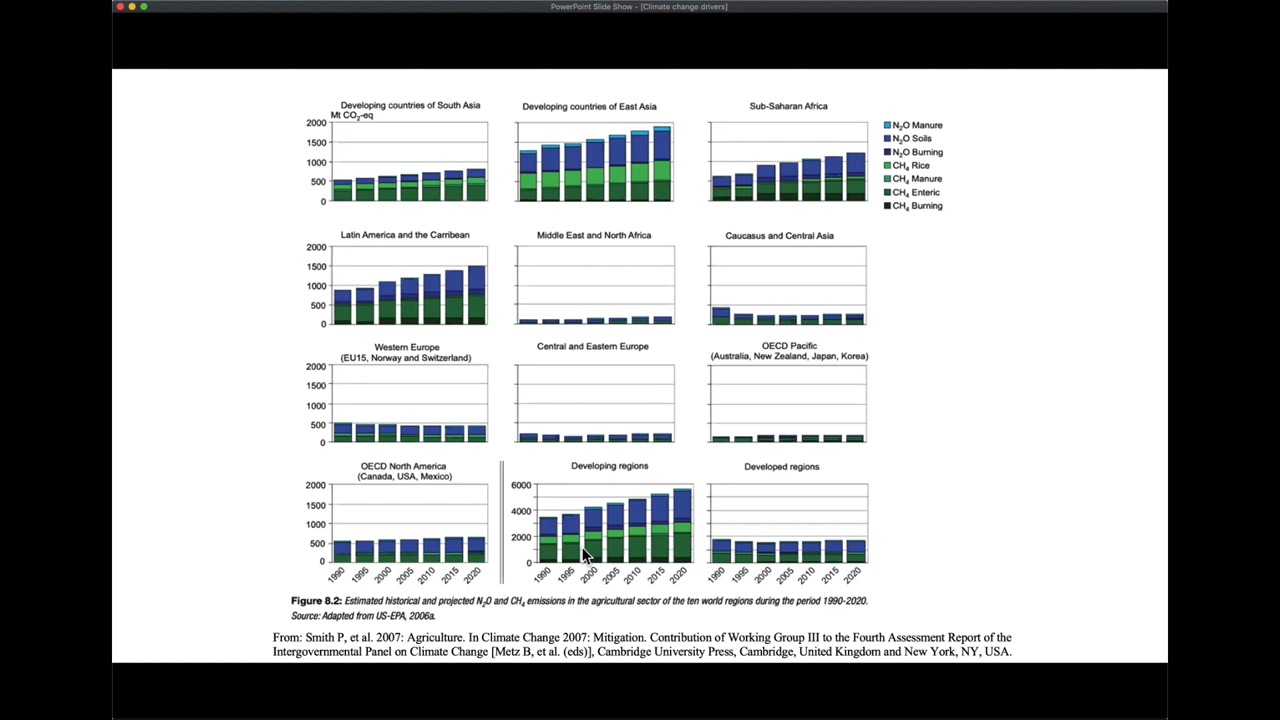 PowerPoint Slide Show - [Climate change drivers]
Developing countries of South Asia
Developing countries of East Asia
Sub-Saharan Africa
Mt CO₂-eq
2000
1500
1000
500
0
N₂O Manure
N₂O Soils
N₂O Burning
CH₄ Rice
CH₄ Manure
CH₄ Enteric
CH₄ Burning
Latin America and the Carribean
Middle East and North Africa
Caucasus and Central Asia
2000
1500
1000
500
0
Western Europe
(EU15, Norway and Switzerland)
Central and Eastern Europe
OECD Pacific
(Australia, New Zealand, Japan, Korea)
2000
1500
1000
500
0
OECD North America
(Canada, USA, Mexico)
Developing regions
Developed regions
2000
1500
1000
500
0
6000
4000
2000
0
1990 1995 2000 2005 2010 2015 2020
1990 1995 2000 2005 2010 2015 2020
1990 1995 2000 2005 2010 2015 2020
Figure 8.2: Estimated historical and projected N₂O and CH₄ emissions in the agricultural sector of the ten world regions during the period 1990-2020.
Source: Adapted from US-EPA, 2006a.
From: Smith P, et al. 2007: Agriculture. In Climate Change 2007: Mitigation. Contribution of Working Group III to the Fourth Assessment Report of the
Intergovernmental Panel on Climate Change [Metz B, et al. (eds)], Cambridge University Press, Cambridge, United Kingdom and New York, NY, USA.